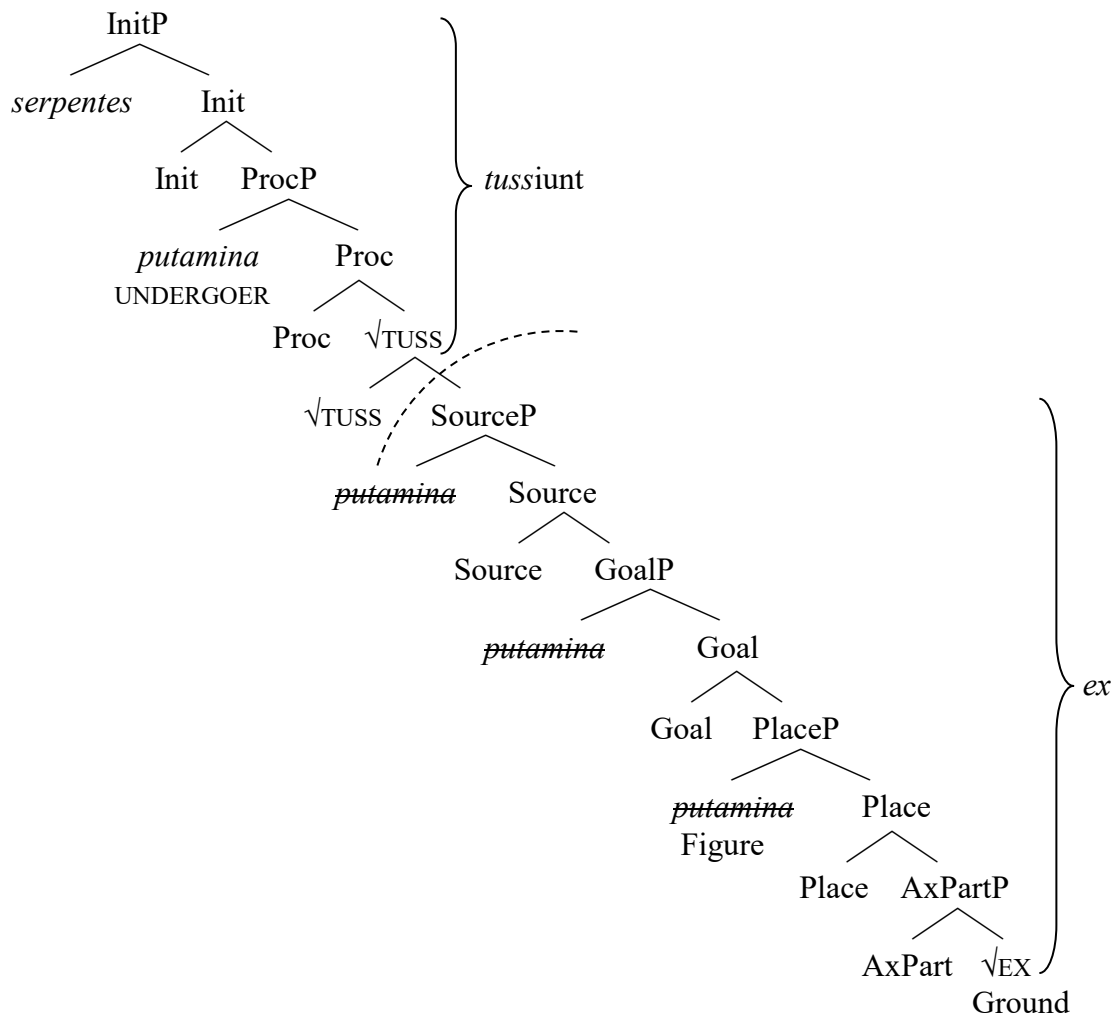 InitP
serpentes Init
Init ProcP tussiunt
putamina Proc
UNDERGOER
Proc √TUSS
√TUSS SourceP
putamina Source
Source GoalP
putamina Goal
ex
Goal PlaceP
putamina Place
Figure
Place AxPartP
AxPart √EX
Ground